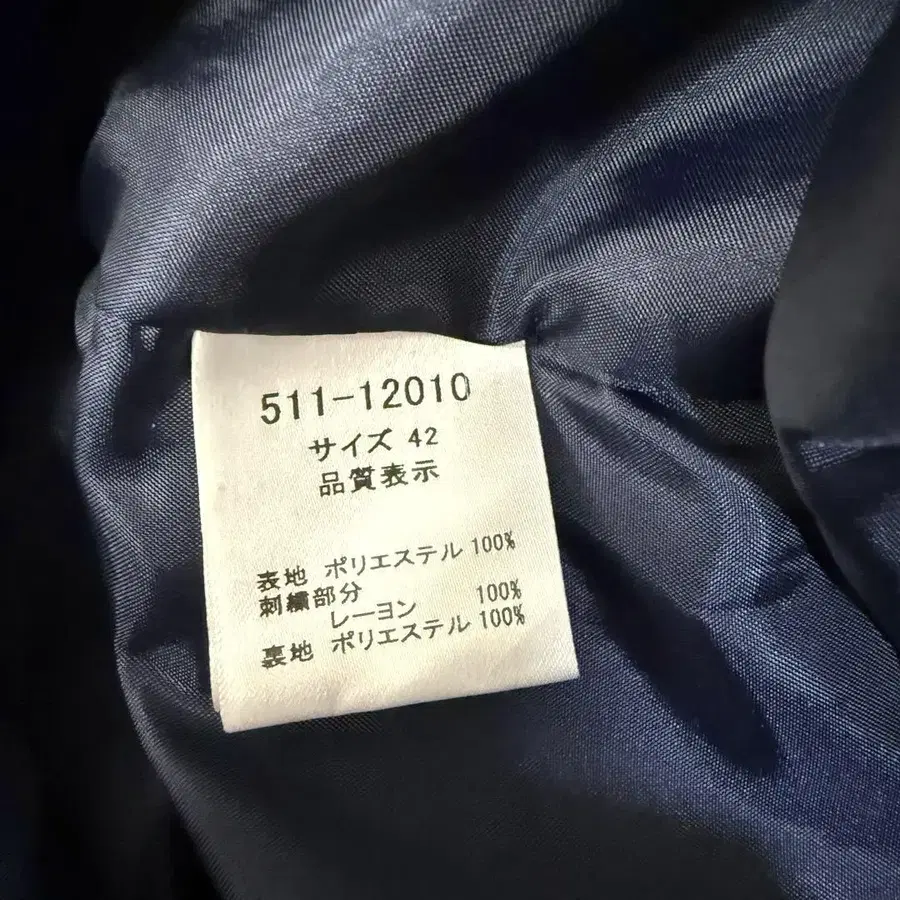 511-12010
サイズ 42
品質表示
表地 ポリエステル 100%
刺繍部分
レーヨン 100%
裏地 ポリエステル 100%